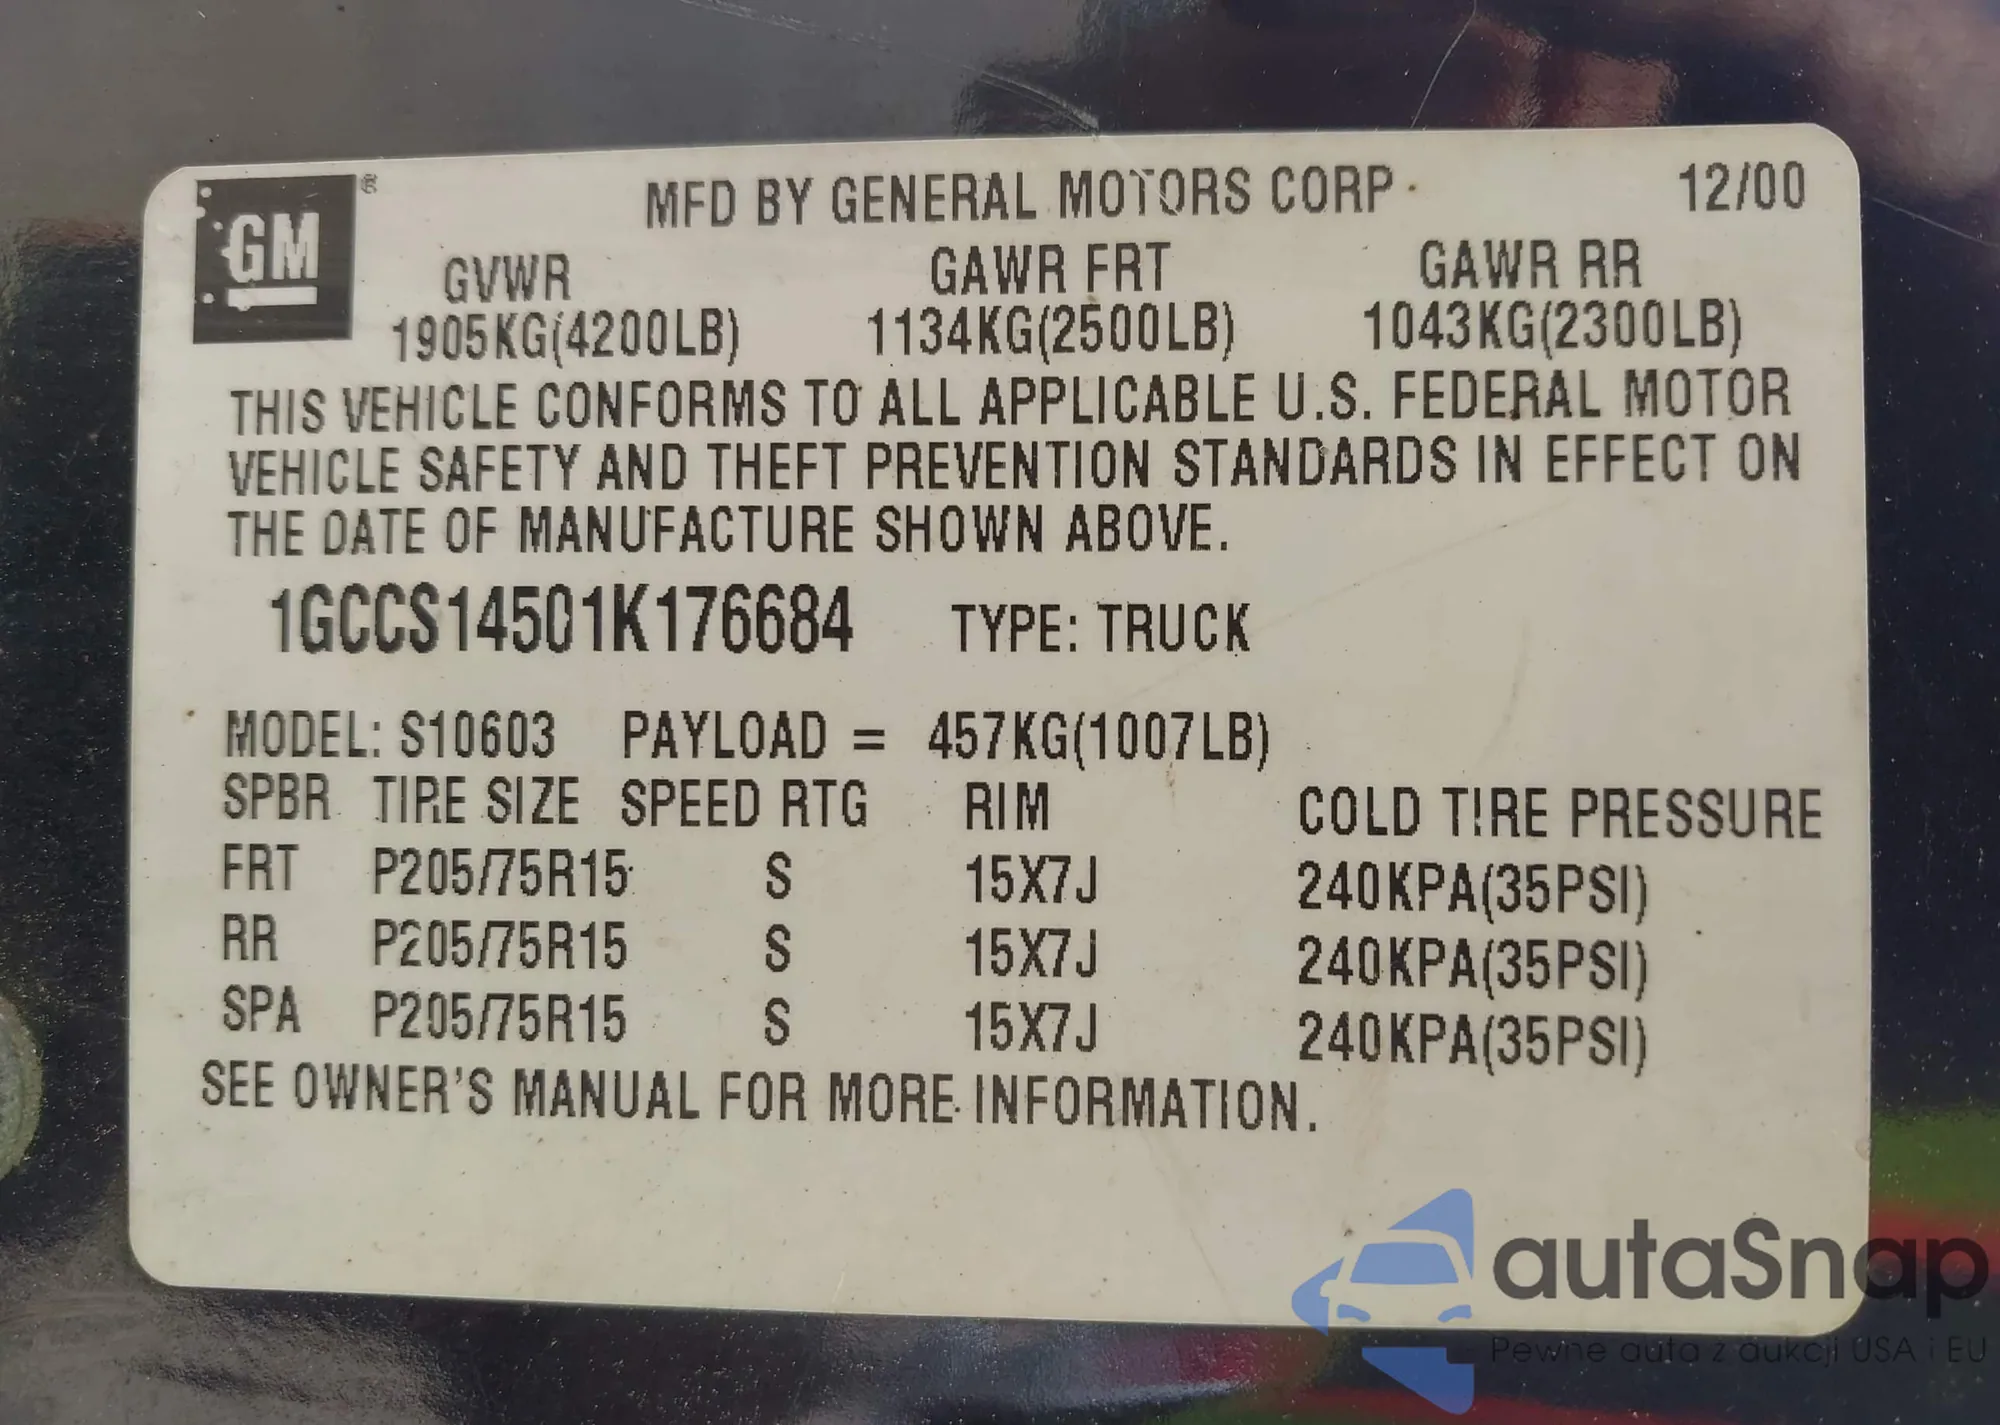 GM® MFD BY GENERAL MOTORS CORP 12/00
GVWR GAWR FRT GAWR RR
1905KG(4200LB) 1134KG(2500LB) 1043KG(2300LB)
THIS VEHICLE CONFORMS TO ALL APPLICABLE U.S. FEDERAL MOTOR
VEHICLE SAFETY AND THEFT PREVENTION STANDARDS IN EFFECT ON
THE DATE OF MANUFACTURE SHOWN ABOVE.
1GCCS14501K176684 TYPE: TRUCK
MODEL: S10603 PAYLOAD = 457KG(1007LB)
SPBR TIRE SIZE SPEED RTG RIM COLD TIRE PRESSURE
FRT P205/75R15 S 15X7J 240KPA(35PSI)
RR P205/75R15 S 15X7J 240KPA(35PSI)
SPA P205/75R15 S 15X7J 240KPA(35PSI)
SEE OWNER'S MANUAL FOR MORE INFORMATION.
autaSnap
Pewne auta z aukcji USA i EU